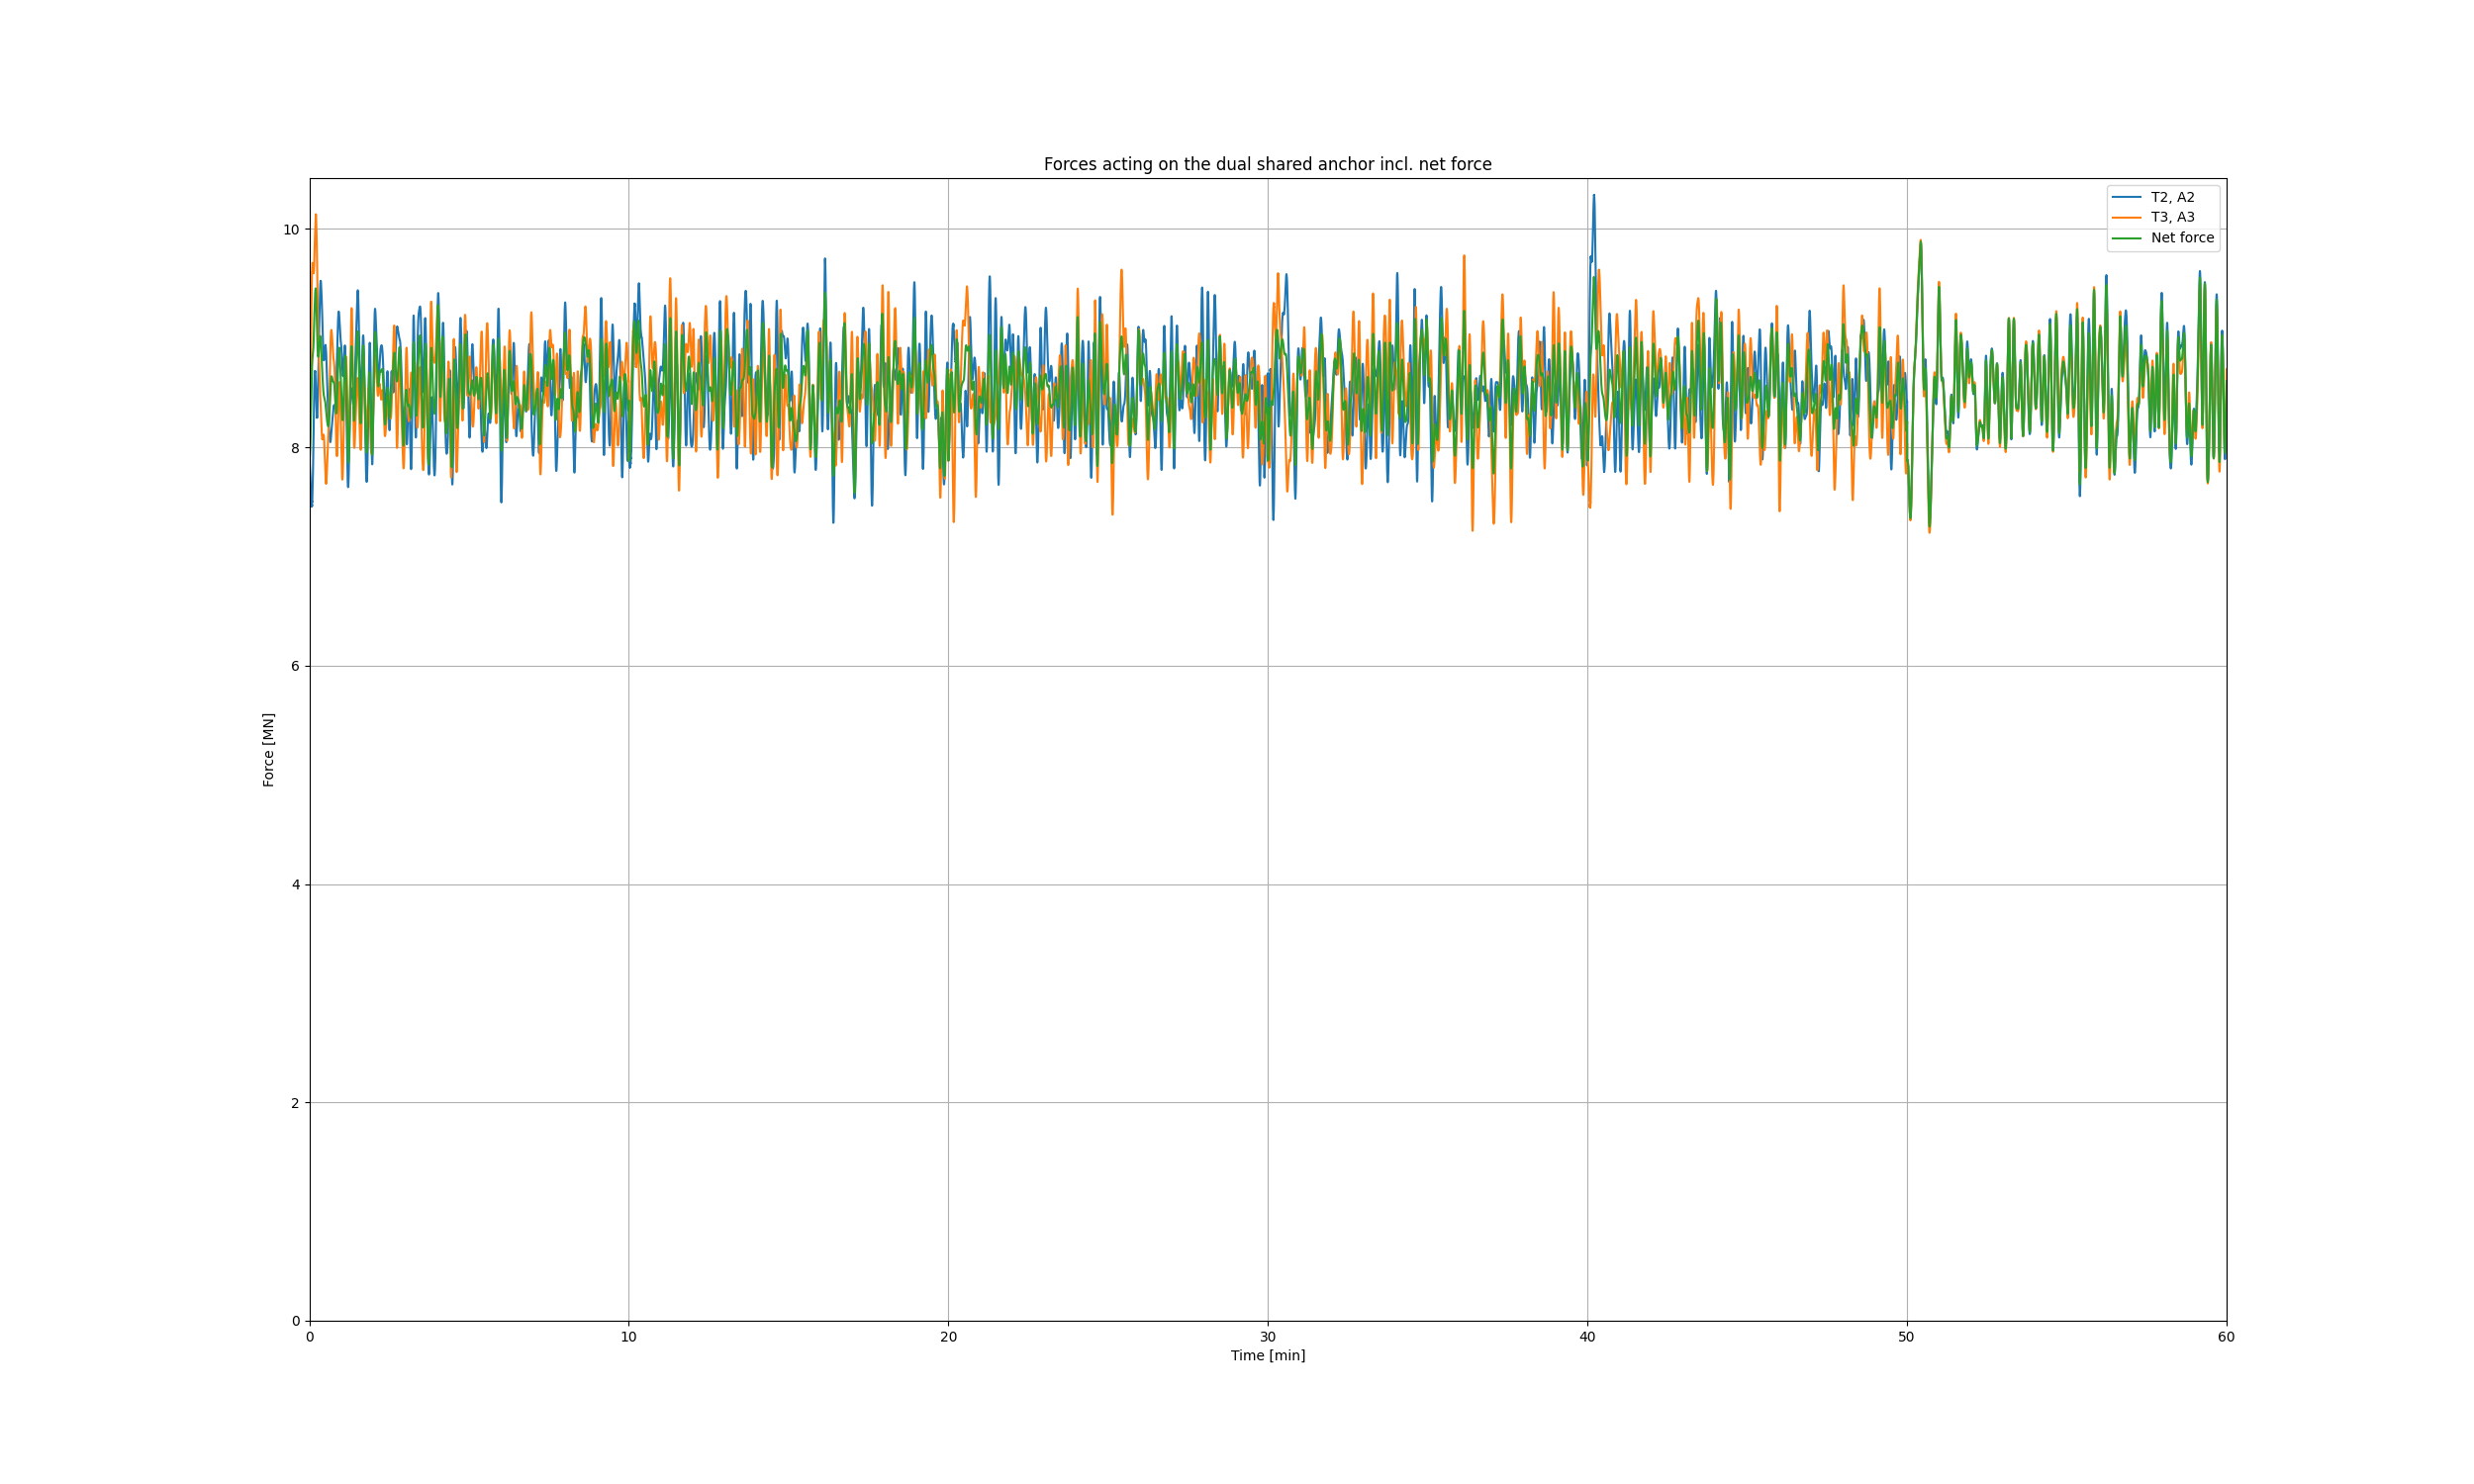 Forces acting on the dual shared anchor incl. net force
T2, A2
T3, A3
Net force
10
8
6
4
2
0
Force [MN]
0 10 20 30 40 50 60
Time [min]